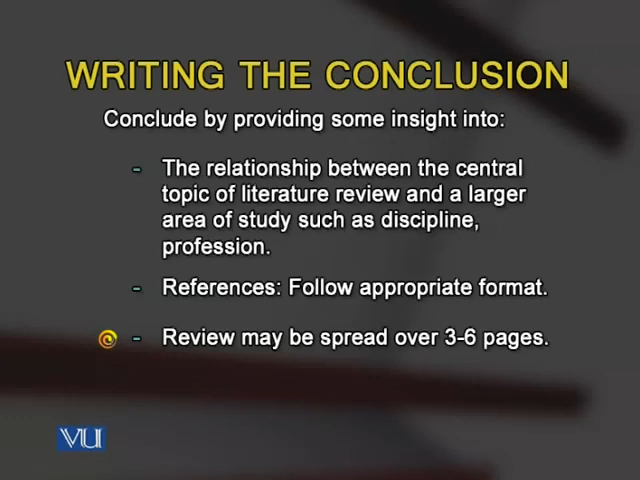 WRITING THE CONCLUSION
Conclude by providing some insight into:
- The relationship between the central
topic of literature review and a larger
area of study such as discipline,
profession.
- References: Follow appropriate format.
- Review may be spread over 3-6 pages.
VU